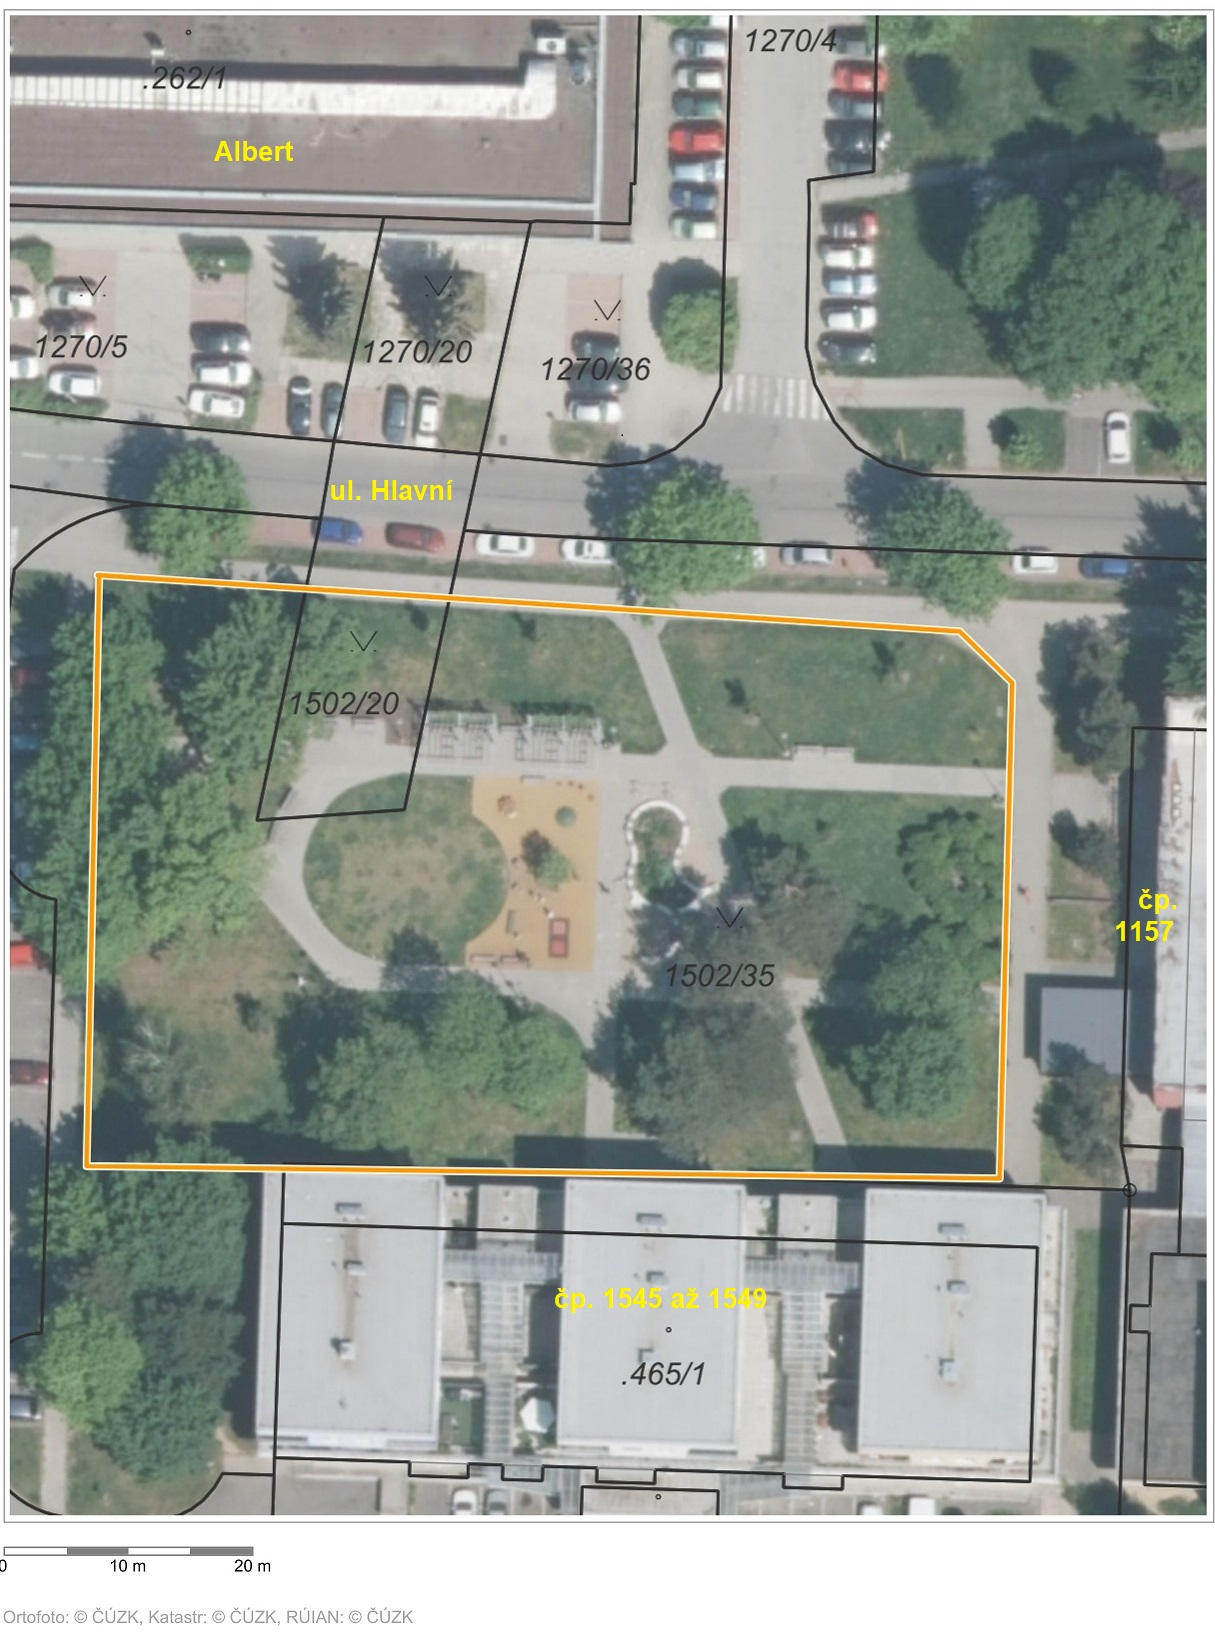 1270/4
.262/1
Albert
1270/5
1270/20
1270/36
ul. Hlavní
1502/20
čp.
1157
1502/35
čp. 1545 až 1549
.465/1
0 10 m 20 m
Ortofoto: © ČÚZK, Katastr: © ČÚZK, RÚIAN: © ČÚZK